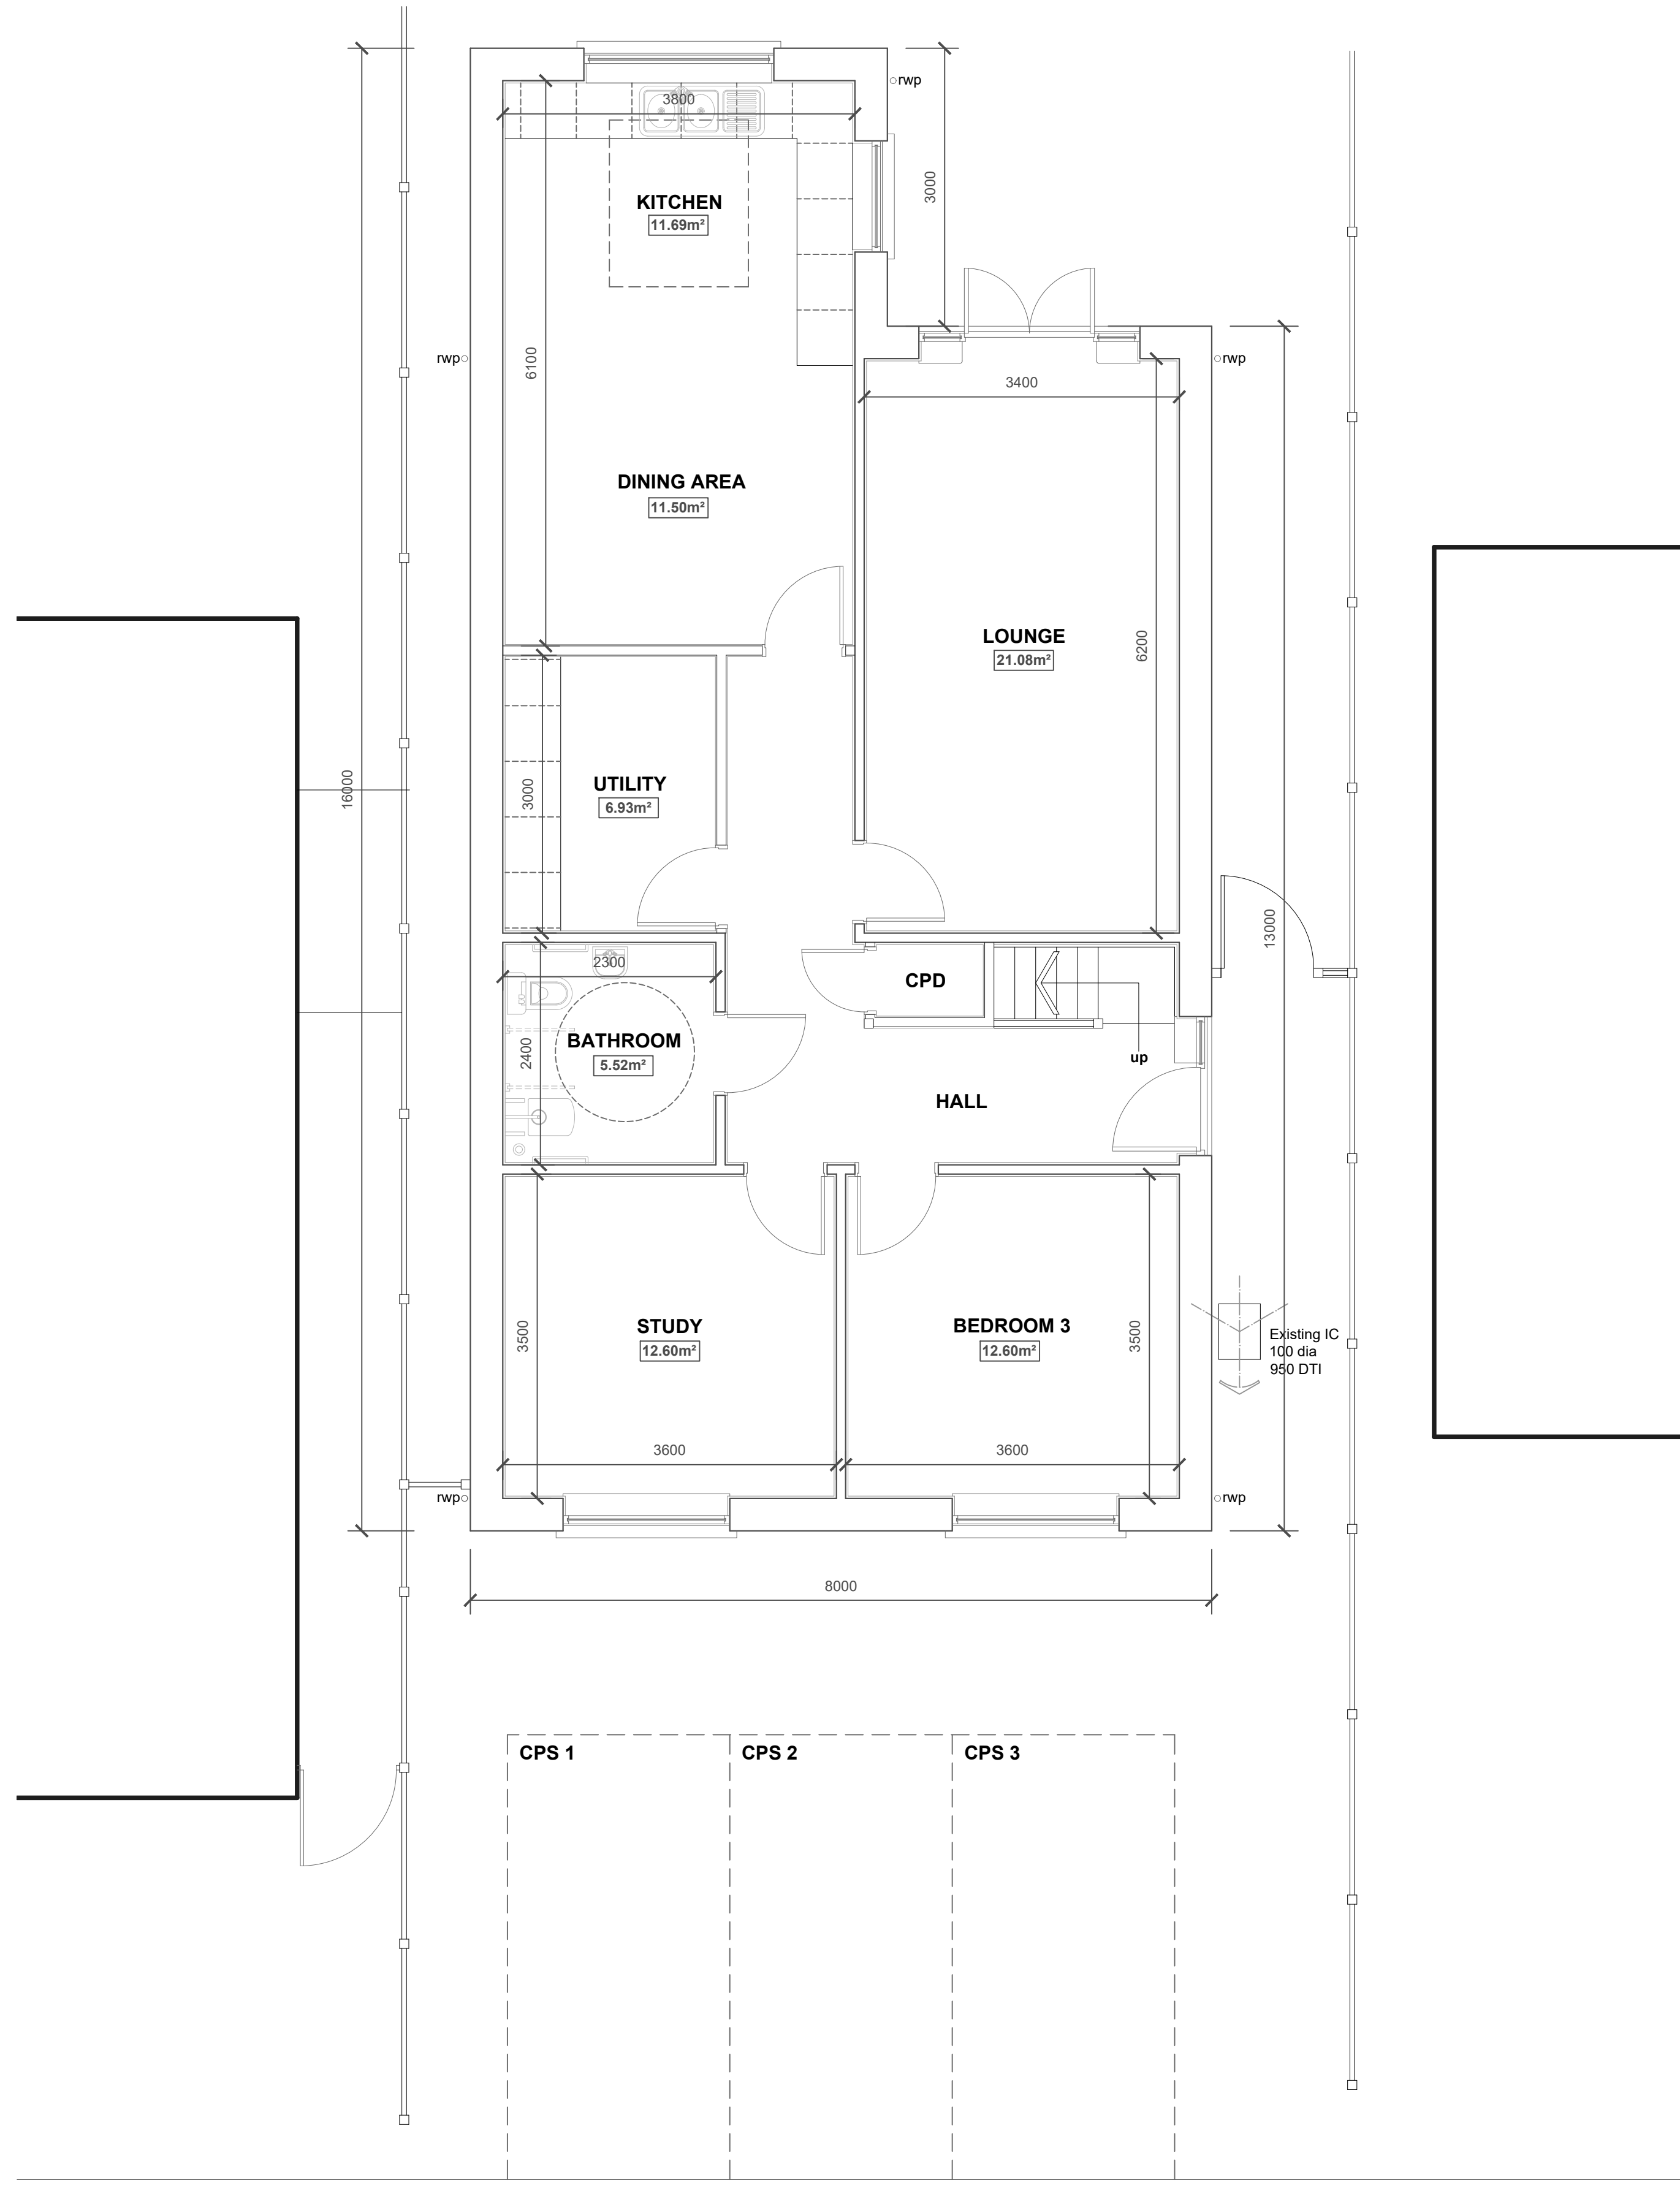 rwp
3800
KITCHEN
11.69m²
3000
rwp
6100
rwp
3400
DINING AREA
11.50m²
LOUNGE
21.08m²
6200
16000
3000
UTILITY
6.93m²
13000
2300
CPD
BATHROOM
5.52m²
2400
up
HALL
STUDY
12.60m²
3500
BEDROOM 3
12.60m²
3500
Existing IC
100 dia
950 DTI
3600
3600
rwp
rwp
8000
CPS 1
CPS 2
CPS 3